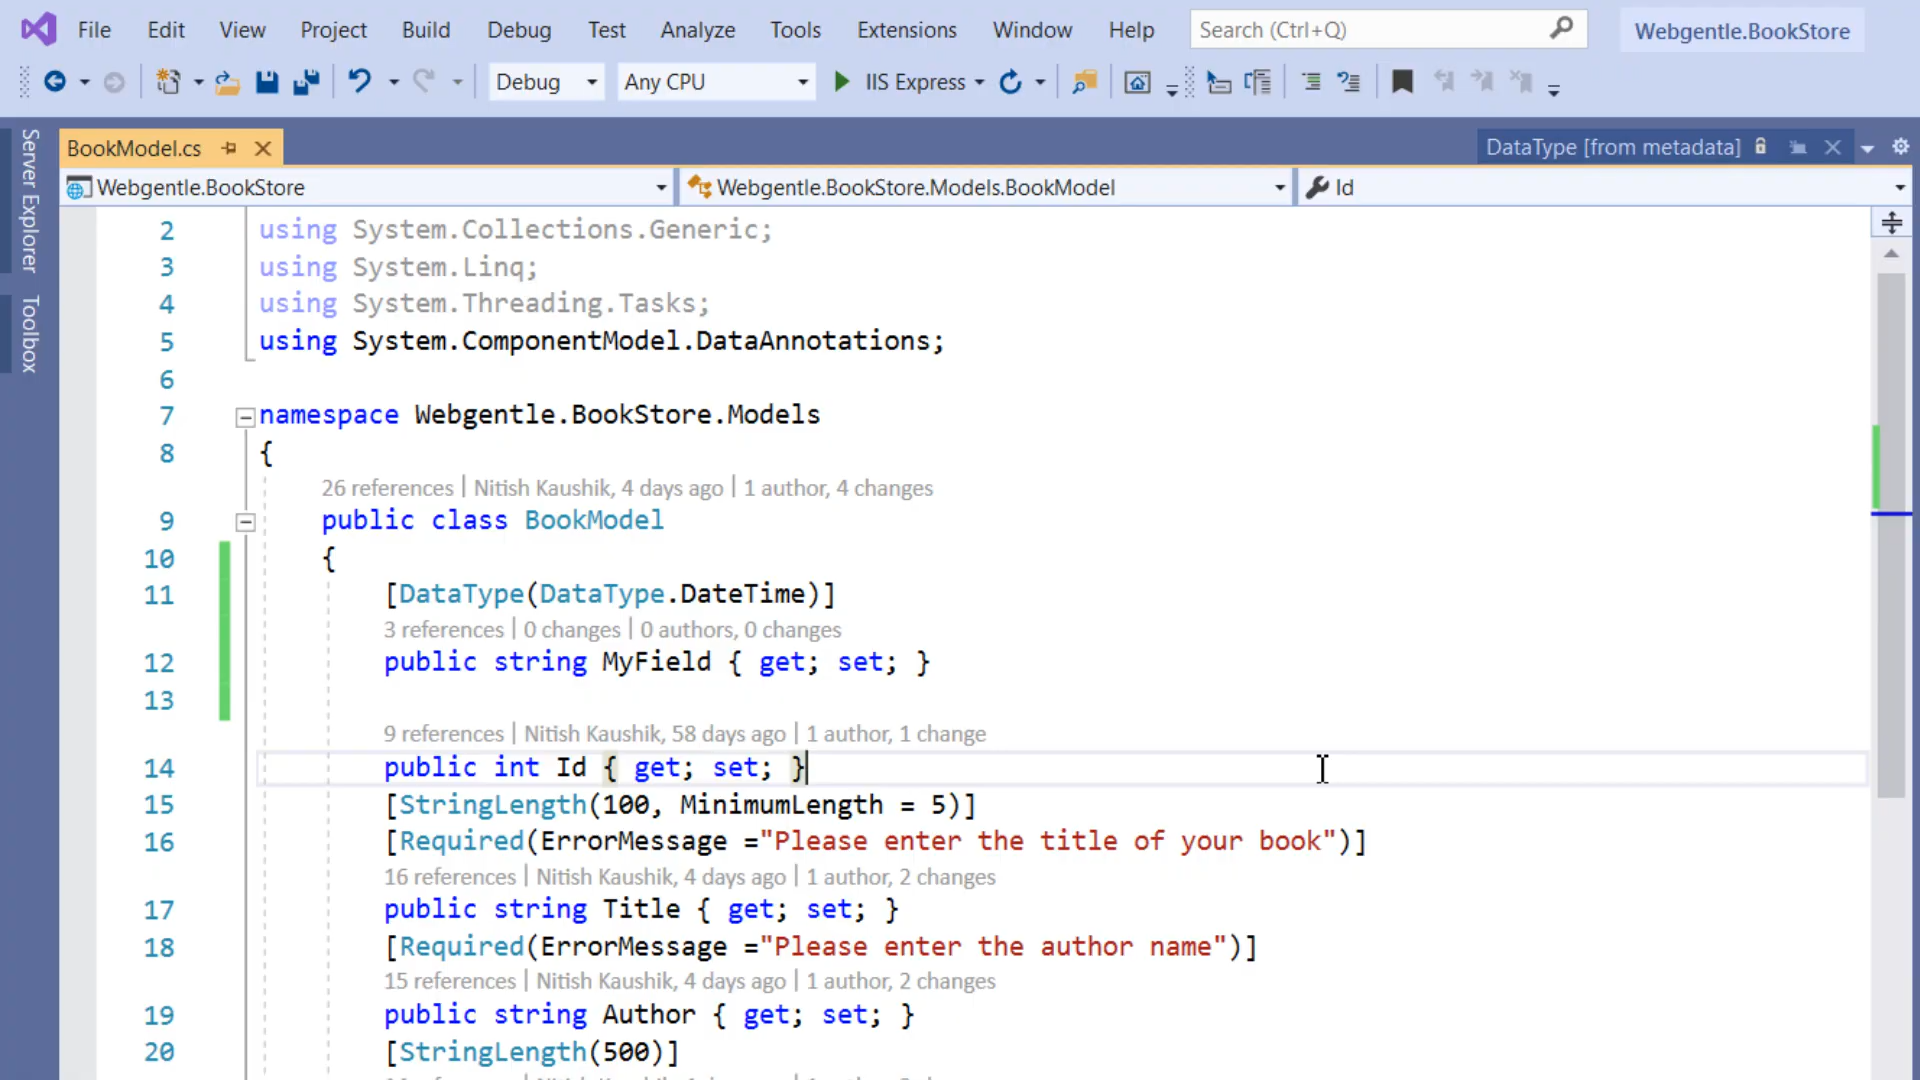 File Edit View Project Build Debug Test Analyze Tools Extensions Window Help Search (Ctrl+Q) Webgentle.BookStore
Debug Any CPU IIS Express
Server Explorer
Toolbox
BookModel.cs DataType [from metadata]
Webgentle.BookStore Webgentle.BookStore.Models.BookModel Id
2 using System.Collections.Generic;
3 using System.Linq;
4 using System.Threading.Tasks;
5 using System.ComponentModel.DataAnnotations;
6
7 namespace Webgentle.BookStore.Models
8 {
26 references | Nitish Kaushik, 4 days ago | 1 author, 4 changes
9 public class BookModel
10 {
11 [DataType(DataType.DateTime)]
3 references | 0 changes | 0 authors, 0 changes
12 public string MyField { get; set; }
13
9 references | Nitish Kaushik, 58 days ago | 1 author, 1 change
14 public int Id { get; set; }
15 [StringLength(100, MinimumLength = 5)]
16 [Required(ErrorMessage ="Please enter the title of your book")]
16 references | Nitish Kaushik, 4 days ago | 1 author, 2 changes
17 public string Title { get; set; }
18 [Required(ErrorMessage ="Please enter the author name")]
15 references | Nitish Kaushik, 4 days ago | 1 author, 2 changes
19 public string Author { get; set; }
20 [StringLength(500)]